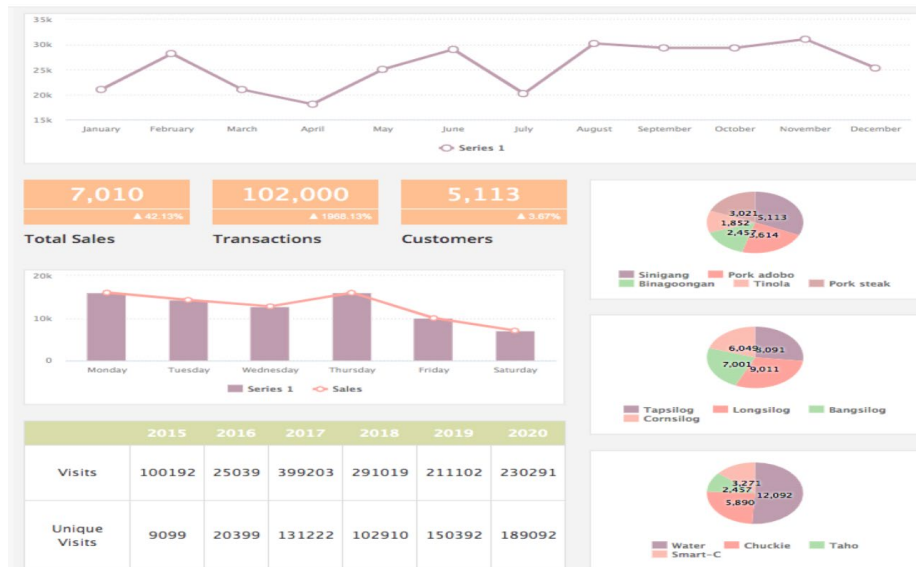 35k
30k
25k
20k
15k
January February March April May June July August September October November December
Series 1
7,010
▲ 42.13%
Total Sales
102,000
▲ 1968.13%
Transactions
5,113
▲ 3.67%
Customers
20k
10k
0
Monday Tuesday Wednesday Thursday Friday Saturday
Series 1 Sales
2015 2016 2017 2018 2019 2020
Visits 100192 25039 399203 291019 211102 230291
Unique Visits 9099 20399 131222 102910 150392 189092
3,021 5,113
1,852
2,457 3,614
Sinigang Pork adobo
Binagoongan Tinola Pork steak
6,049 8,091
7,001 9,011
Tapsilog Longsilog Bangsilog
Cornsilog
3,271
2,457 12,092
5,890
Water Chuckie Taho
Smart-C